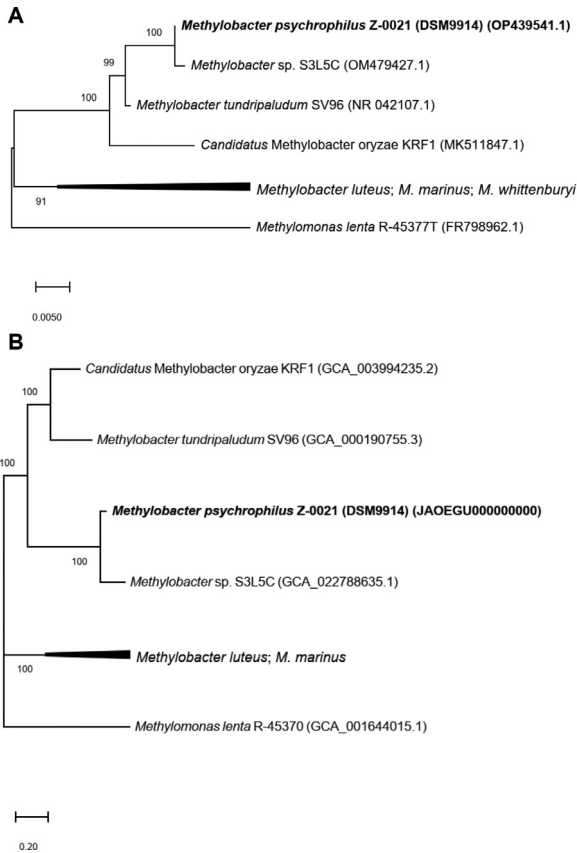 A
100
Methylobacter psychrophilus Z-0021 (DSM9914) (OP439541.1)
99
Methylobacter sp. S3L5C (OM479427.1)
100
Methylobacter tundripaludum SV96 (NR 042107.1)
Candidatus Methylobacter oryzae KRF1 (MK511847.1)
Methylobacter luteus; M. marinus; M. whittenburyi
91
Methylomonas lenta R-45377T (FR798962.1)
0.0050
B
Candidatus Methylobacter oryzae KRF1 (GCA_003994235.2)
100
Methylobacter tundripaludum SV96 (GCA_000190755.3)
100
Methylobacter psychrophilus Z-0021 (DSM9914) (JAOEGU000000000)
100
Methylobacter sp. S3L5C (GCA_022788635.1)
Methylobacter luteus; M. marinus
100
Methylomonas lenta R-45370 (GCA_001644015.1)
0.20